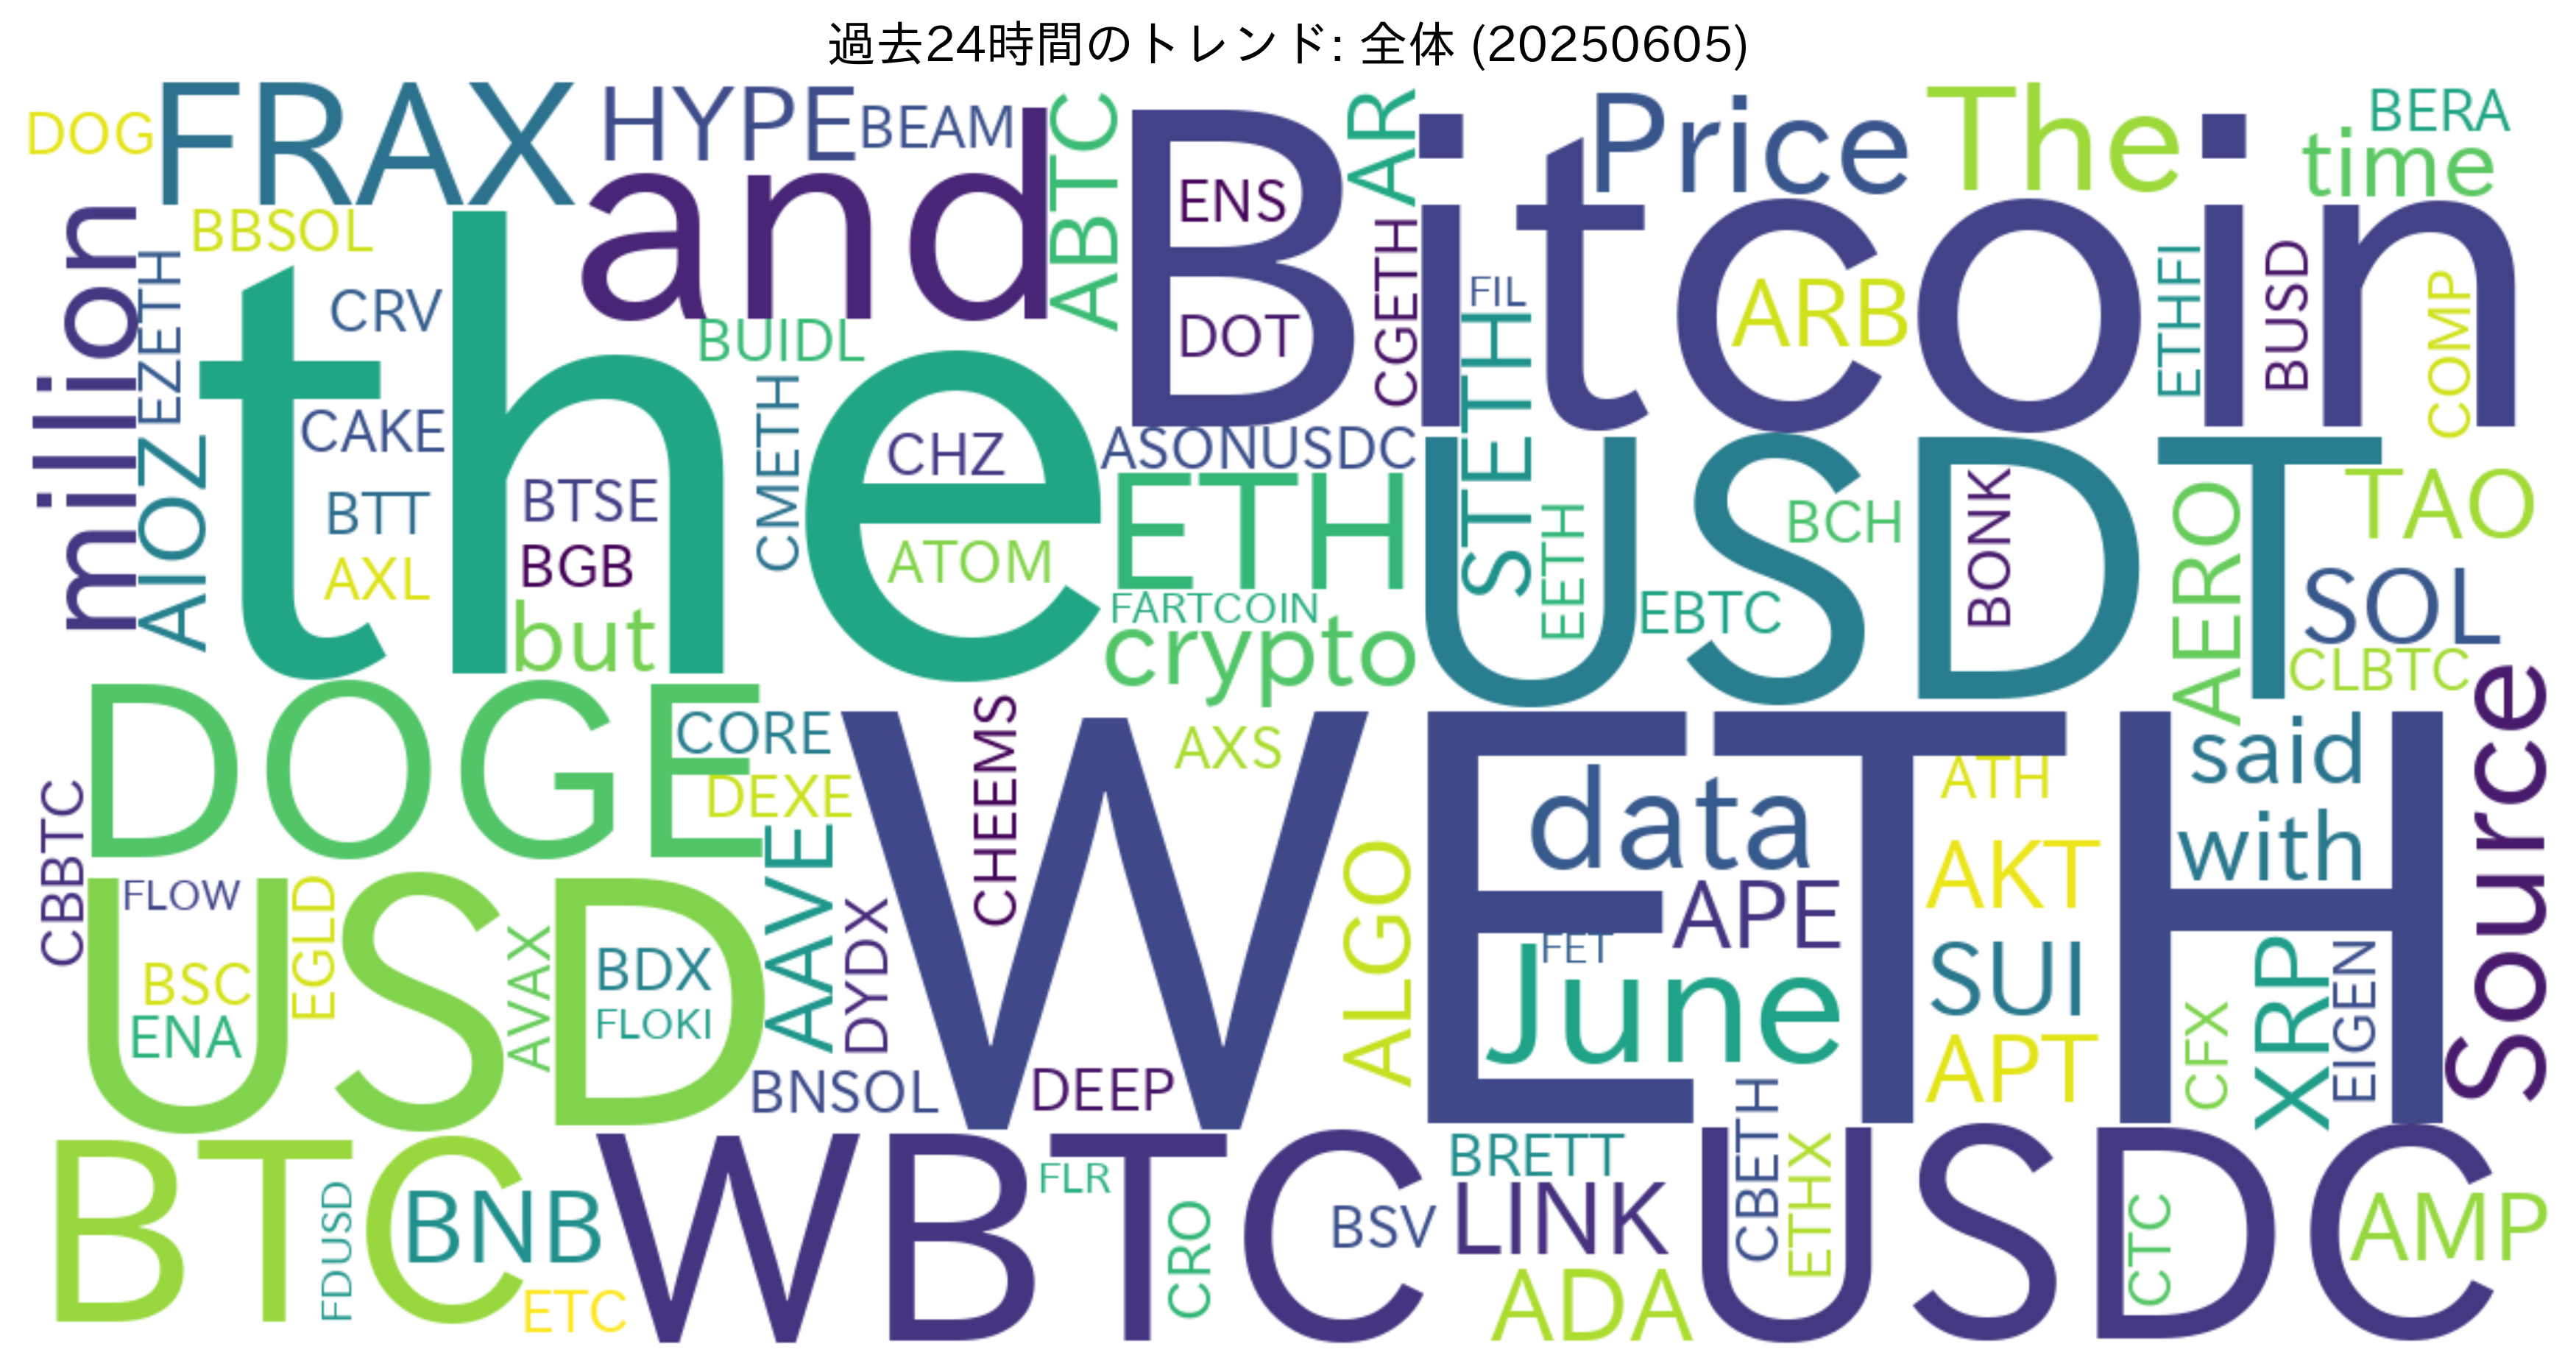 過去24時間のトレンド: 全体 (20250605)
DOG
FRAX
HYPE
BEAM
and
ABTC
Bitcoin
ENS
DOT
AR
Price
The
BERA
time
million
BBSOL
EZETH
the
CRV
BUIDL
CGETH
FIL
STETH
ARB
ETHFI
BUSD
COMP
CAKE
AIOZ
BTT
AXL
BTSE
BGB
but
CMETH
CHZ
ATOM
ASONUSDC
ETH
FARTCOIN
crypto
USDT
EETH
EBTC
BCH
BONK
AERO
TAO
SOL
CLBTC
DOGE
CORE
DEXE
CHEEMS
AXS
WETH
data
ATH
said
with
Source
CBBTC
USD
FLOW
EGLD
BSC
ENA
AVAX
BDX
FLOKI
AAVE
DYDX
BNSOL
DEEP
ALGO
APE
FET
June
AKT
SUI
APT
CFX
XRP
EIGEN
BTC
FDUSD
BNB
ETC
WBTC
FLR
CRO
BSV
BRETT
LINK
ADA
CBETH
ETHX
USDC
CTC
AMP